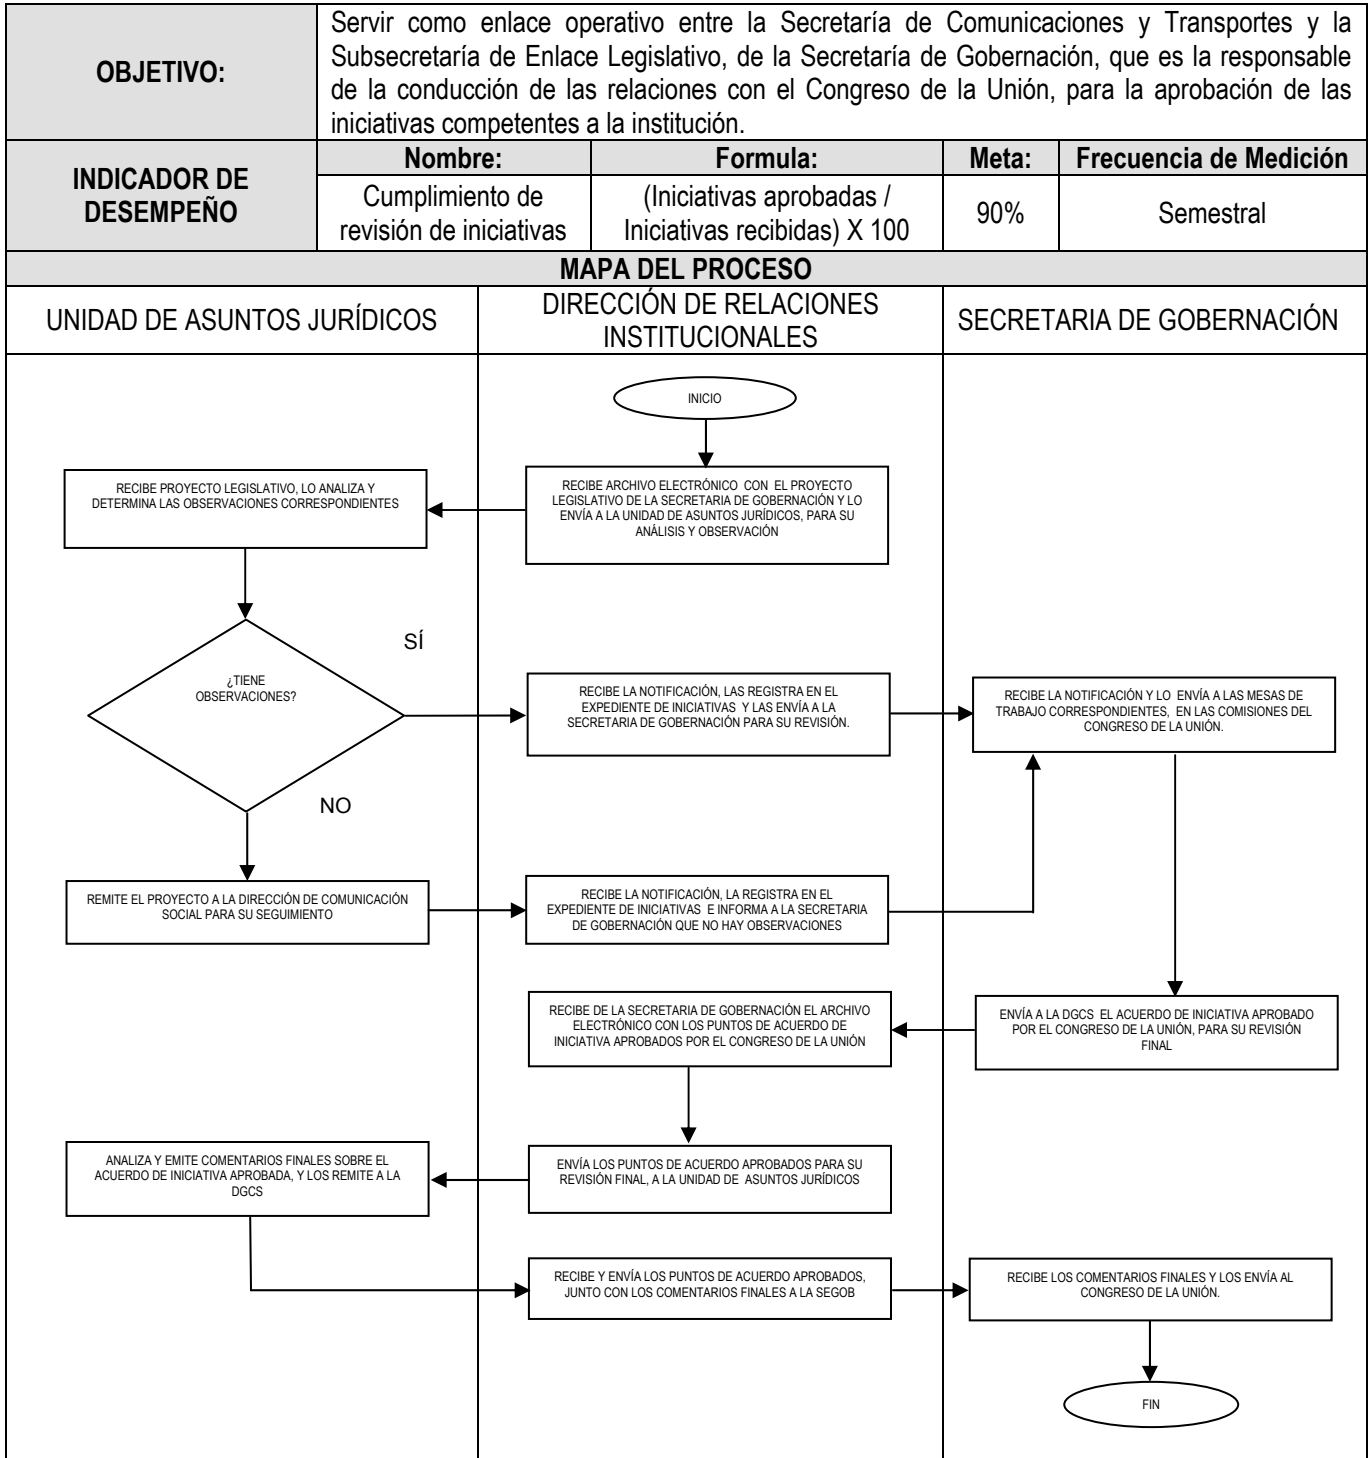 OBJETIVO:
Servir como enlace operativo entre la Secretaría de Comunicaciones y Transportes y la
Subsecretaría de Enlace Legislativo, de la Secretaría de Gobernación, que es la responsable
de la conducción de las relaciones con el Congreso de la Unión, para la aprobación de las
iniciativas competentes a la institución.
INDICADOR DE
DESEMPEÑO
Nombre:
Formula:
Meta:
Frecuencia de Medición
Cumplimiento de
revisión de iniciativas
(Iniciativas aprobadas /
Iniciativas recibidas) X 100
90%
Semestral
MAPA DEL PROCESO
UNIDAD DE ASUNTOS JURÍDICOS
DIRECCIÓN DE RELACIONES
INSTITUCIONALES
SECRETARIA DE GOBERNACIÓN
INICIO
RECIBE ARCHIVO ELECTRÓNICO CON EL PROYECTO
LEGISLATIVO DE LA SECRETARIA DE GOBERNACIÓN Y LO
ENVÍA A LA UNIDAD DE ASUNTOS JURÍDICOS, PARA SU
ANÁLISIS Y OBSERVACIÓN
RECIBE PROYECTO LEGISLATIVO, LO ANALIZA Y
DETERMINA LAS OBSERVACIONES CORRESPONDIENTES
¿TIENE
OBSERVACIONES?
SÍ
NO
RECIBE LA NOTIFICACIÓN, LAS REGISTRA EN EL
EXPEDIENTE DE INICIATIVAS Y LAS ENVÍA A LA
SECRETARIA DE GOBERNACIÓN PARA SU REVISIÓN.
RECIBE LA NOTIFICACIÓN Y LO ENVÍA A LAS MESAS DE
TRABAJO CORRESPONDIENTES, EN LAS COMISIONES DEL
CONGRESO DE LA UNIÓN.
REMITE EL PROYECTO A LA DIRECCIÓN DE COMUNICACIÓN
SOCIAL PARA SU SEGUIMIENTO
RECIBE LA NOTIFICACIÓN, LA REGISTRA EN EL
EXPEDIENTE DE INICIATIVAS E INFORMA A LA SECRETARIA
DE GOBERNACIÓN QUE NO HAY OBSERVACIONES
RECIBE DE LA SECRETARIA DE GOBERNACIÓN EL ARCHIVO
ELECTRÓNICO CON LOS PUNTOS DE ACUERDO DE
INICIATIVA APROBADOS POR EL CONGRESO DE LA UNIÓN
ENVÍA A LA DGCS EL ACUERDO DE INICIATIVA APROBADO
POR EL CONGRESO DE LA UNIÓN, PARA SU REVISIÓN
FINAL
ANALIZA Y EMITE COMENTARIOS FINALES SOBRE EL
ACUERDO DE INICIATIVA APROBADA, Y LOS REMITE A LA
DGCS
ENVÍA LOS PUNTOS DE ACUERDO APROBADOS PARA SU
REVISIÓN FINAL, A LA UNIDAD DE ASUNTOS JURÍDICOS
RECIBE Y ENVÍA LOS PUNTOS DE ACUERDO APROBADOS,
JUNTO CON LOS COMENTARIOS FINALES A LA SEGOB
RECIBE LOS COMENTARIOS FINALES Y LOS ENVÍA AL
CONGRESO DE LA UNIÓN.
FIN